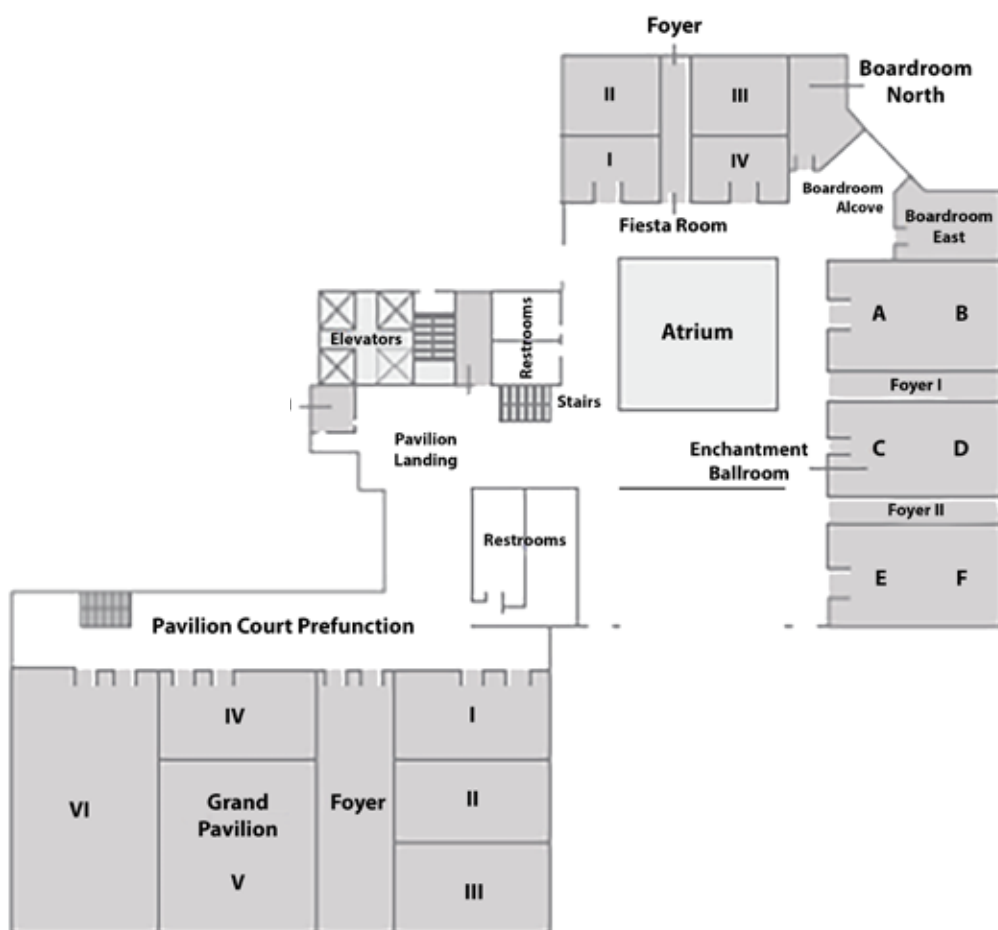 Foyer
Boardroom
North
II
III
I
IV
Boardroom
Alcove
Boardroom
East
Fiesta Room
A
B
Restrooms
Atrium
Elevators
Foyer I
Stairs
Pavilion
Landing
Enchantment
Ballroom
C
D
Foyer II
Restrooms
E
F
Pavilion Court Prefunction
IV
I
VI
Grand
Pavilion
Foyer
II
V
III